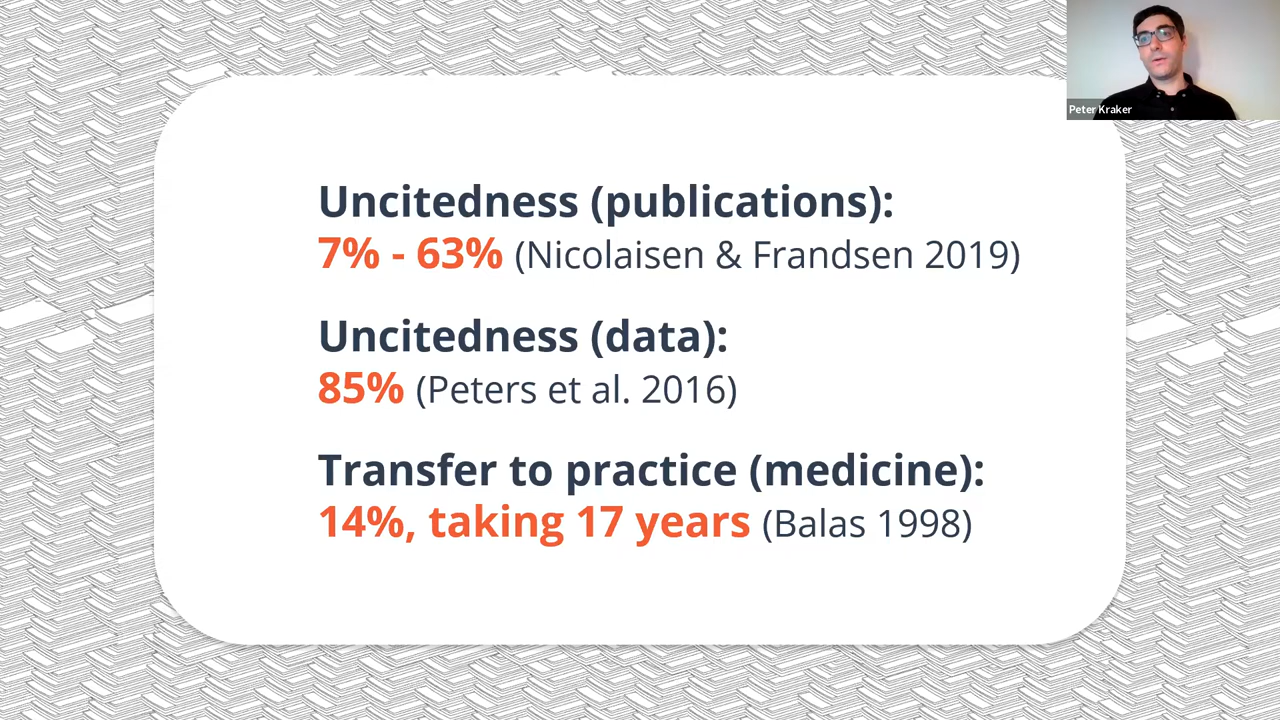 Peter Kraker
Uncitedness (publications):
7% - 63% (Nicolaisen & Frandsen 2019)
Uncitedness (data):
85% (Peters et al. 2016)
Transfer to practice (medicine):
14%, taking 17 years (Balas 1998)